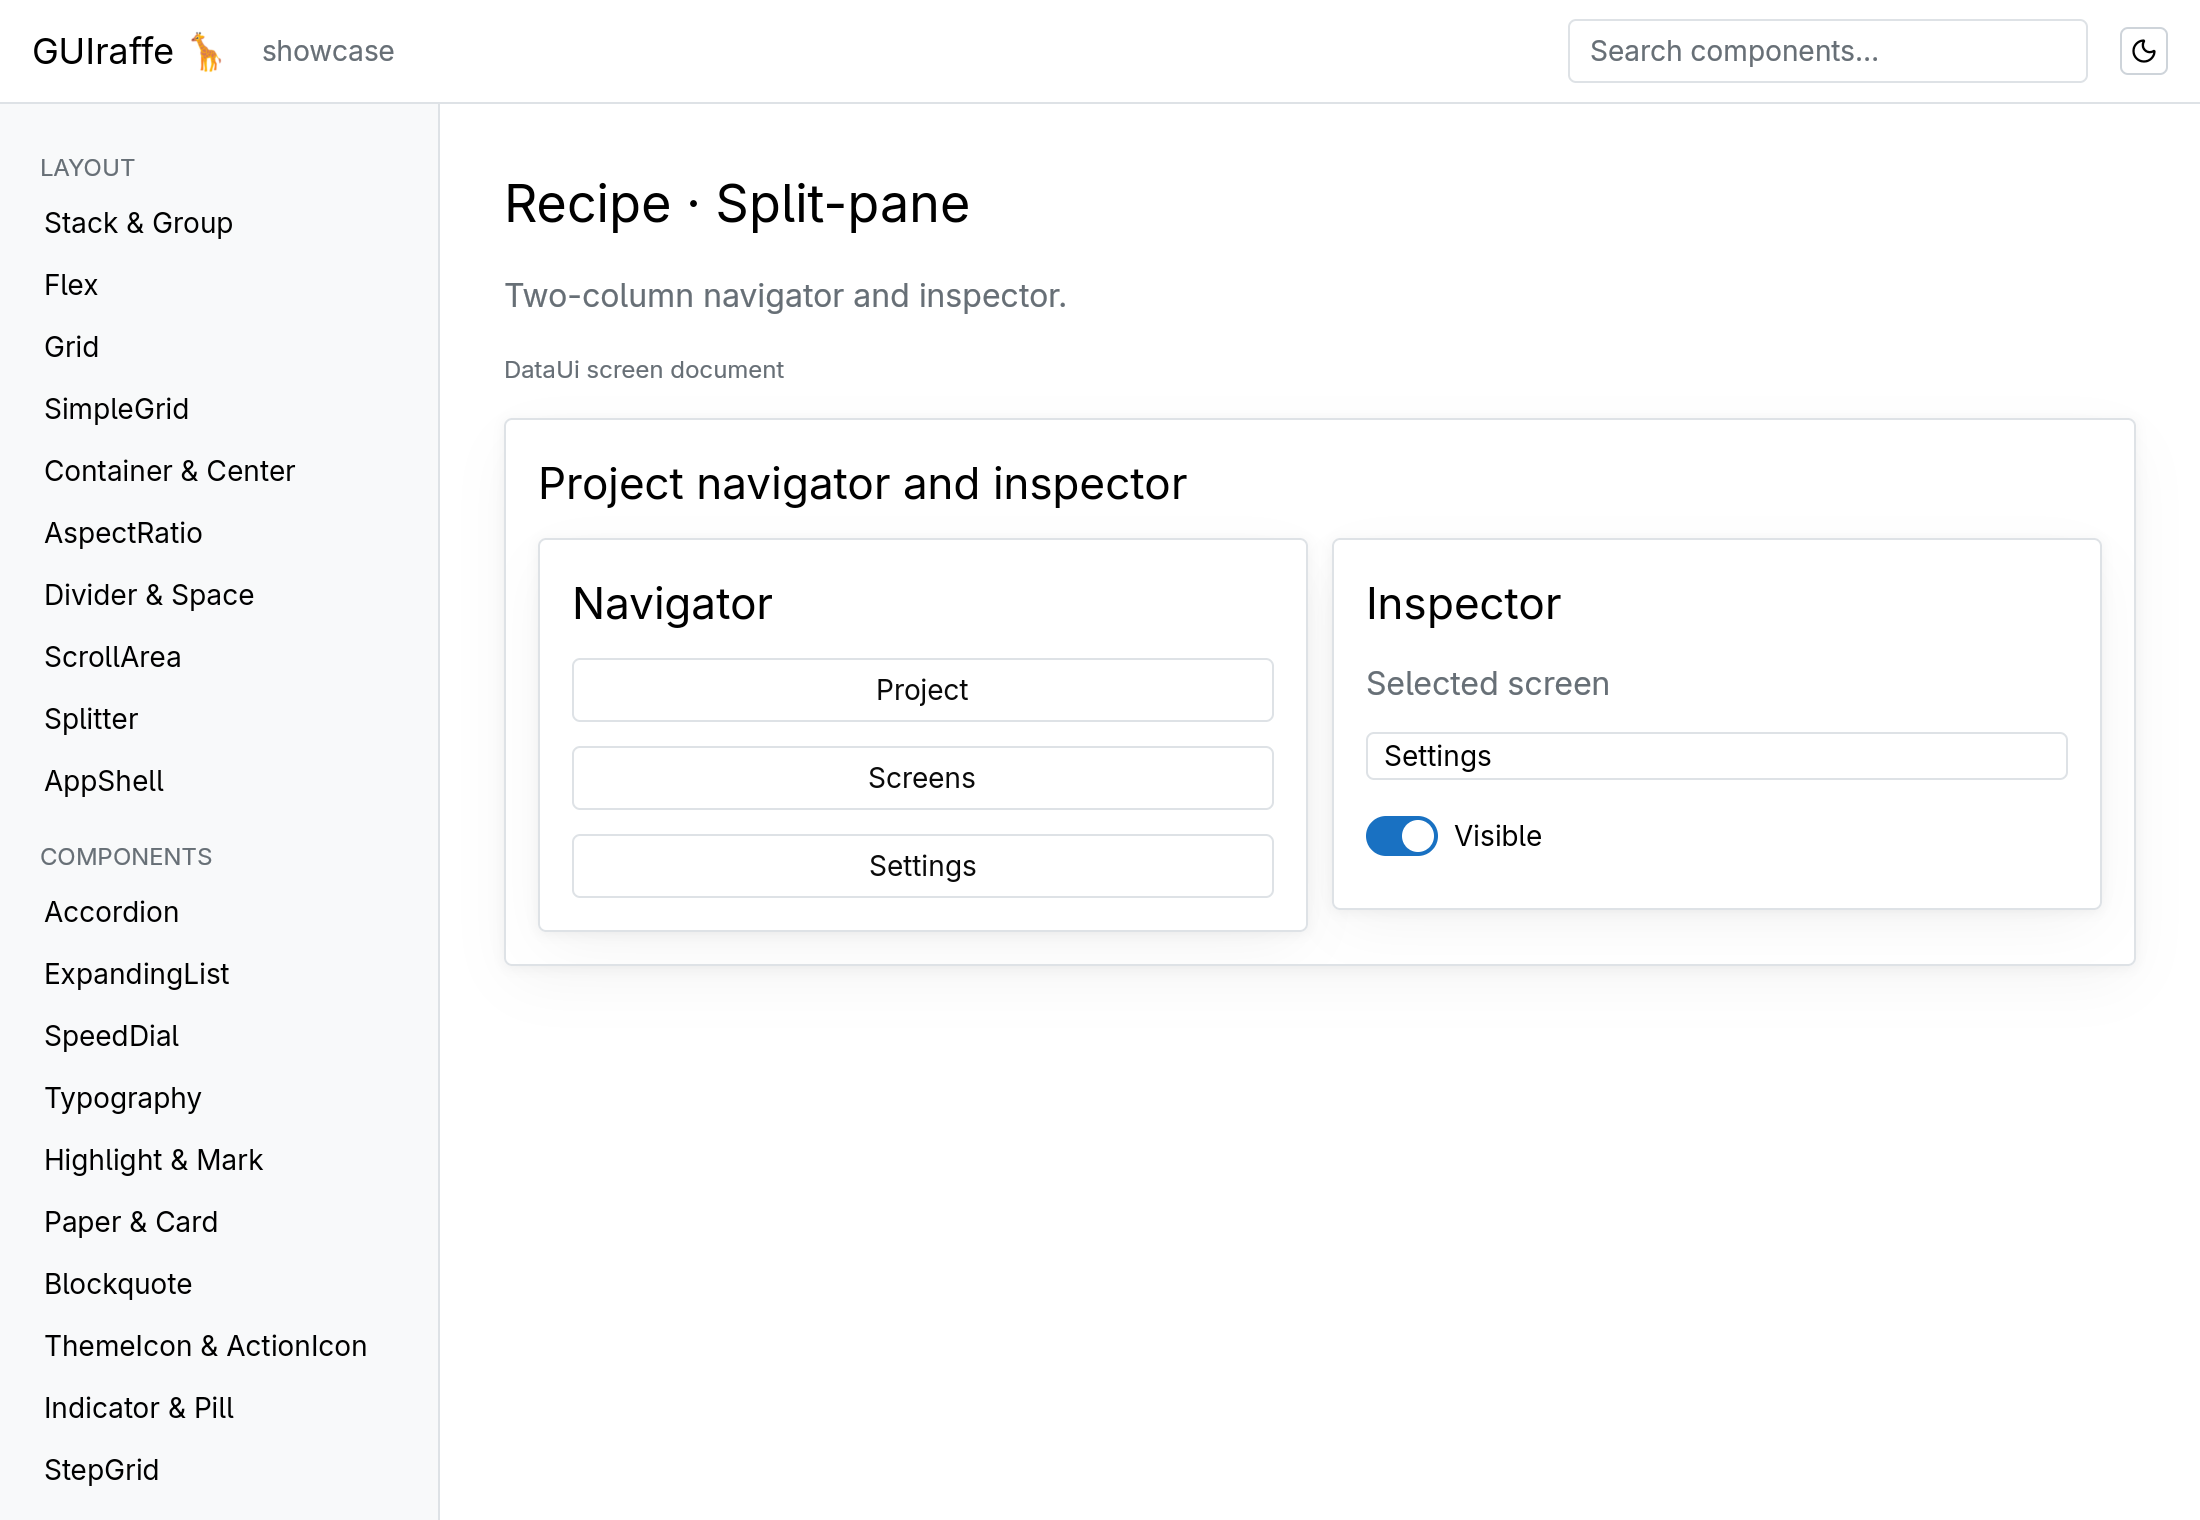 GUIraffe 🦒 showcase Search components...
LAYOUT
Stack & Group
Flex
Grid
SimpleGrid
Container & Center
AspectRatio
Divider & Space
ScrollArea
Splitter
AppShell
COMPONENTS
Accordion
ExpandingList
SpeedDial
Typography
Highlight & Mark
Paper & Card
Blockquote
ThemeIcon & ActionIcon
Indicator & Pill
StepGrid
Recipe · Split-pane
Two-column navigator and inspector.
DataUi screen document
Project navigator and inspector
Navigator
Project
Screens
Settings
Inspector
Selected screen
Settings
Visible